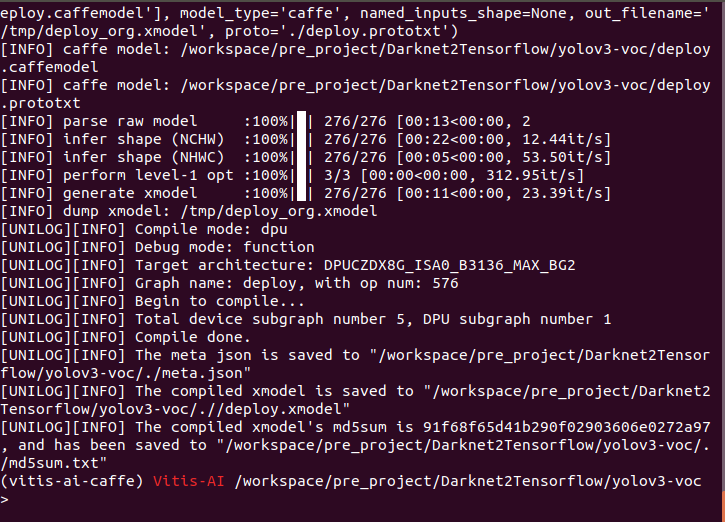 eploy.caffemodel'], model_type='caffe', named_inputs_shape=None, out_filename='
/tmp/deploy_org.xmodel', proto='./deploy.prototxt')
[INFO] caffe model: /workspace/pre_project/Darknet2Tensorflow/yolov3-voc/deploy
.caffemodel
[INFO] caffe model: /workspace/pre_project/Darknet2Tensorflow/yolov3-voc/deploy
.prototxt
[INFO] parse raw model     :100%|█| 276/276 [00:13<00:00, 2
[INFO] infer shape (NCHW)  :100%|█| 276/276 [00:22<00:00, 12.44it/s]
[INFO] infer shape (NHWC)  :100%|█| 276/276 [00:05<00:00, 53.50it/s]
[INFO] perform level-1 opt :100%|█| 3/3 [00:00<00:00, 312.95it/s]
[INFO] generate xmodel     :100%|█| 276/276 [00:11<00:00, 23.39it/s]
[INFO] dump xmodel: /tmp/deploy_org.xmodel
[UNILOG][INFO] Compile mode: dpu
[UNILOG][INFO] Debug mode: function
[UNILOG][INFO] Target architecture: DPUCZDX8G_ISA0_B3136_MAX_BG2
[UNILOG][INFO] Graph name: deploy, with op num: 576
[UNILOG][INFO] Begin to compile...
[UNILOG][INFO] Total device subgraph number 5, DPU subgraph number 1
[UNILOG][INFO] Compile done.
[UNILOG][INFO] The meta json is saved to "/workspace/pre_project/Darknet2Tensor
flow/yolov3-voc/./meta.json"
[UNILOG][INFO] The compiled xmodel is saved to "/workspace/pre_project/Darknet2
Tensorflow/yolov3-voc/.//deploy.xmodel"
[UNILOG][INFO] The compiled xmodel's md5sum is 91f68f65d41b290f02903606e0272a97
, and has been saved to "/workspace/pre_project/Darknet2Tensorflow/yolov3-voc/.
/md5sum.txt"
(vitis-ai-caffe) Vitis-AI /workspace/pre_project/Darknet2Tensorflow/yolov3-voc
>